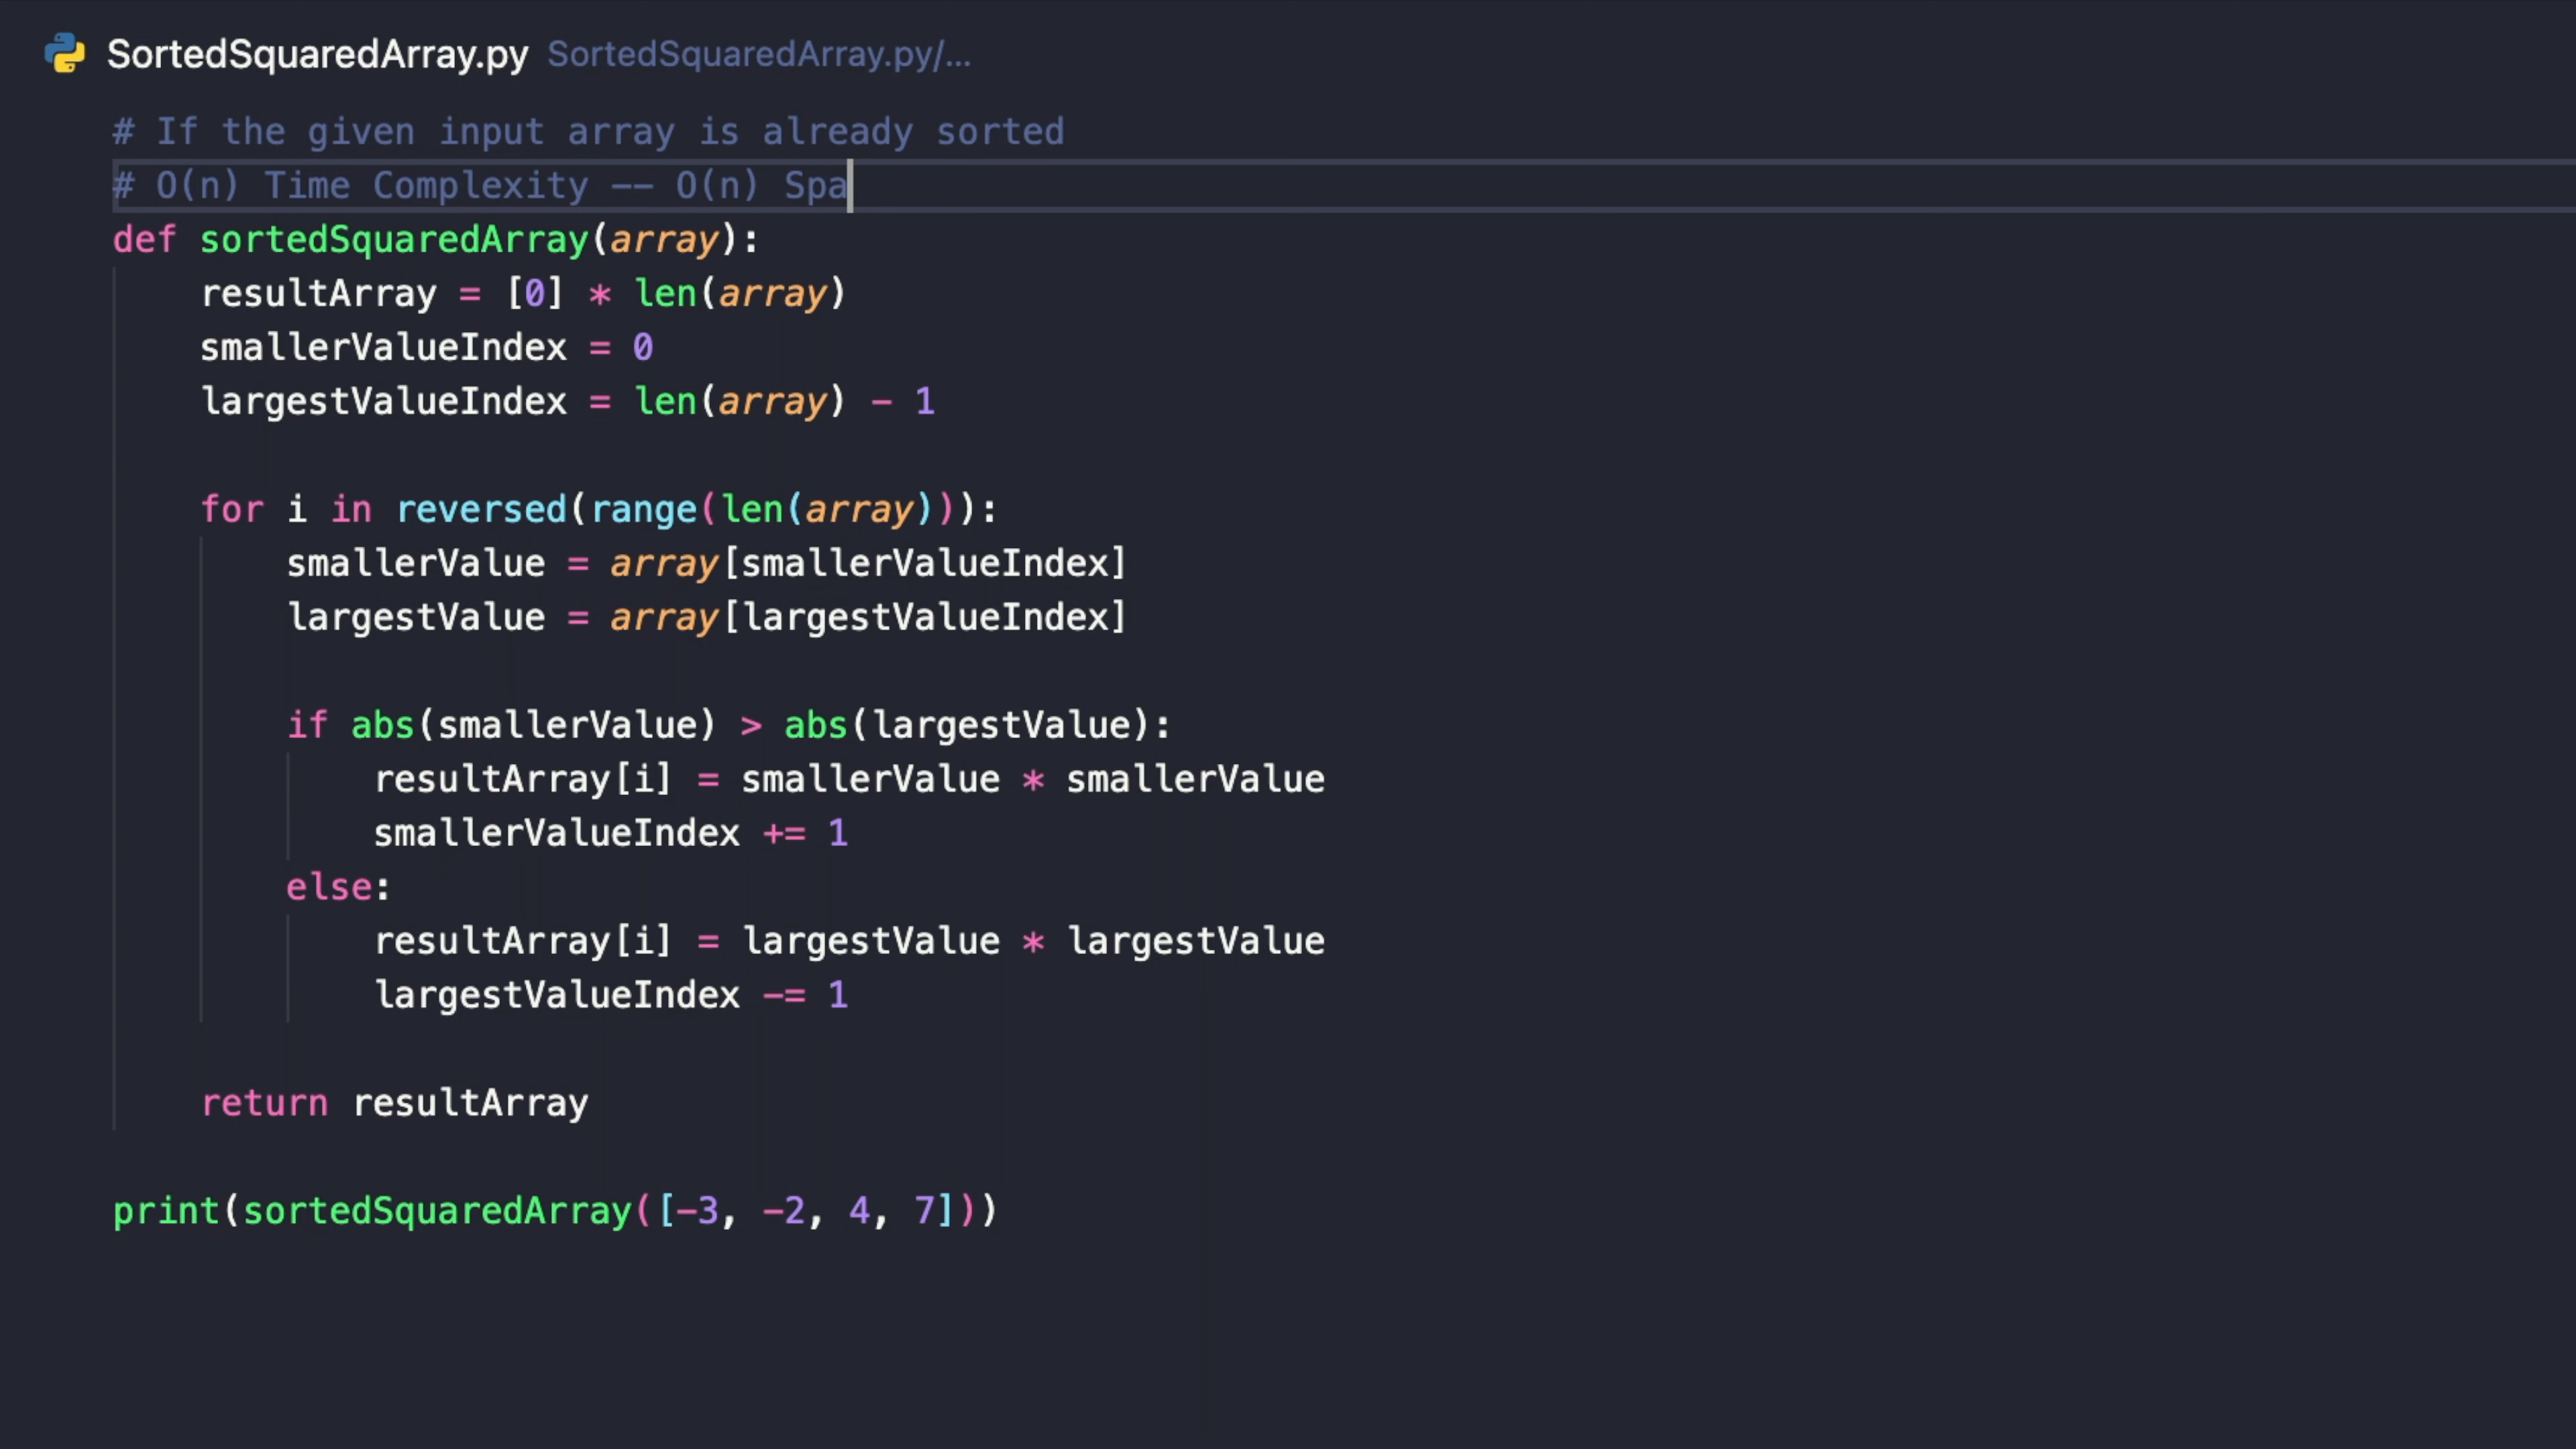 SortedSquaredArray.py SortedSquaredArray.py/...
# If the given input array is already sorted
# O(n) Time Complexity -- O(n) Spa
def sortedSquaredArray(array):
    resultArray = [0] * len(array)
    smallerValueIndex = 0
    largestValueIndex = len(array) - 1
    for i in reversed(range(len(array))):
        smallerValue = array[smallerValueIndex]
        largestValue = array[largestValueIndex]
        if abs(smallerValue) > abs(largestValue):
            resultArray[i] = smallerValue * smallerValue
            smallerValueIndex += 1
        else:
            resultArray[i] = largestValue * largestValue
            largestValueIndex -= 1
    return resultArray
print(sortedSquaredArray([-3, -2, 4, 7]))